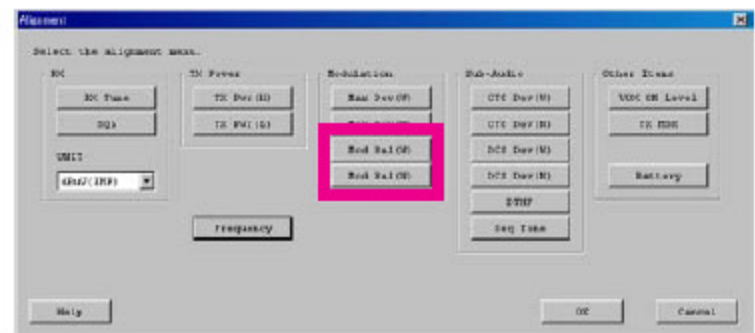 Alignment
Select the alignment menu.
RX
TX Power
Modulation
Sub-Audio
Other Items
RX Tune
TX Pwr(H)
Max Dev(W)
CTC Dev(W)
VOX ON Level
SQL
TX Pwr(L)
CTC Dev(N)
UNIT
Mod Bal(W)
DCS Dev(W)
Mod Bal(N)
DCS Dev(N)
Battery
DTMF
Frequency
Seq Tone
Help
OK
Cancel